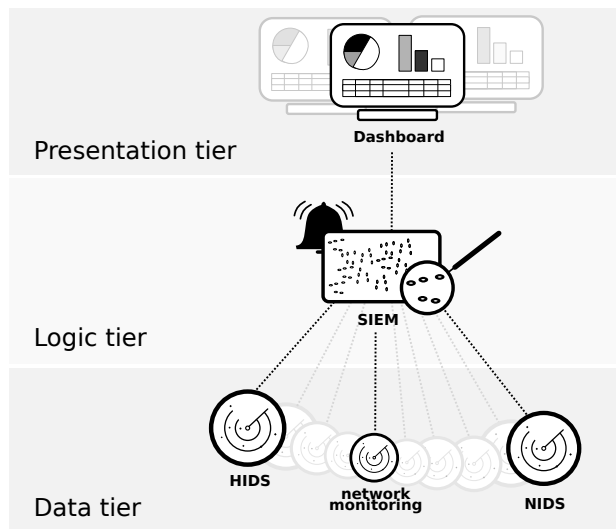 Dashboard
Presentation tier
SIEM
Logic tier
HIDS
network
monitoring
NIDS
Data tier